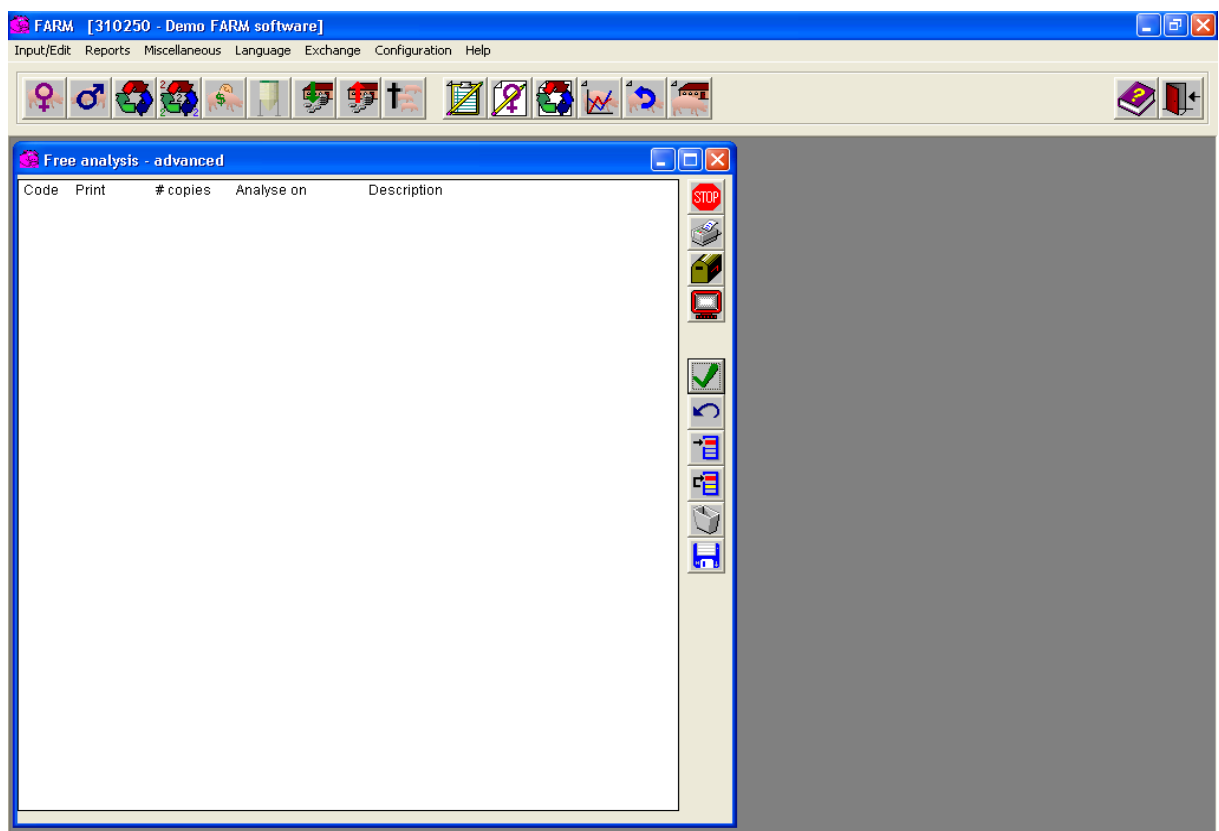 FARM [310250 - Demo FARM software]
Input/Edit Reports Miscellaneous Language Exchange Configuration Help
Free analysis - advanced
Code Print # copies Analyse on Description
STOP